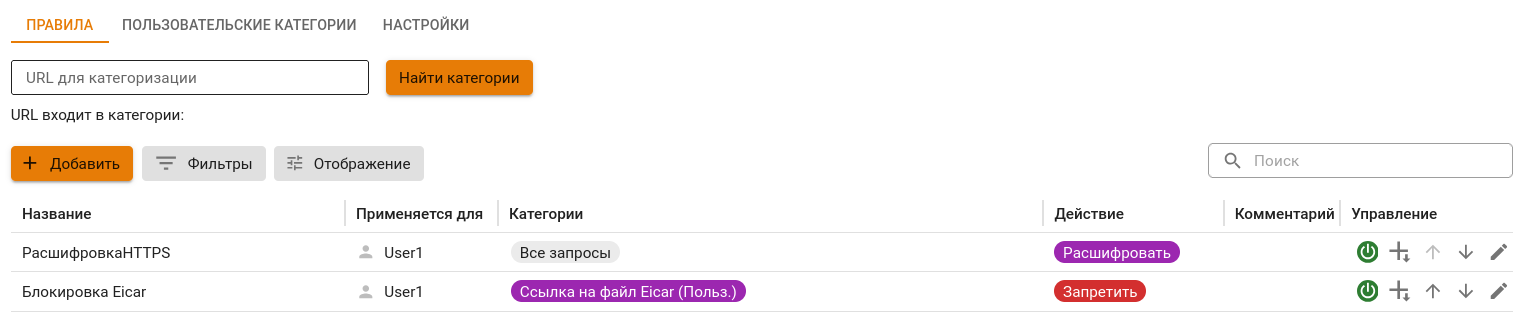 ПРАВИЛА ПОЛЬЗОВАТЕЛЬСКИЕ КАТЕГОРИИ НАСТРОЙКИ
URL для категоризации Найти категории
URL входит в категории:
Добавить Фильтры Отображение Поиск
Название Применяется для Категории Действие Комментарий Управление
РасшифровкаHTTPS User1 Все запросы Расшифровать
Блокировка Eicar User1 Ссылка на файл Eicar (Польз.) Запретить